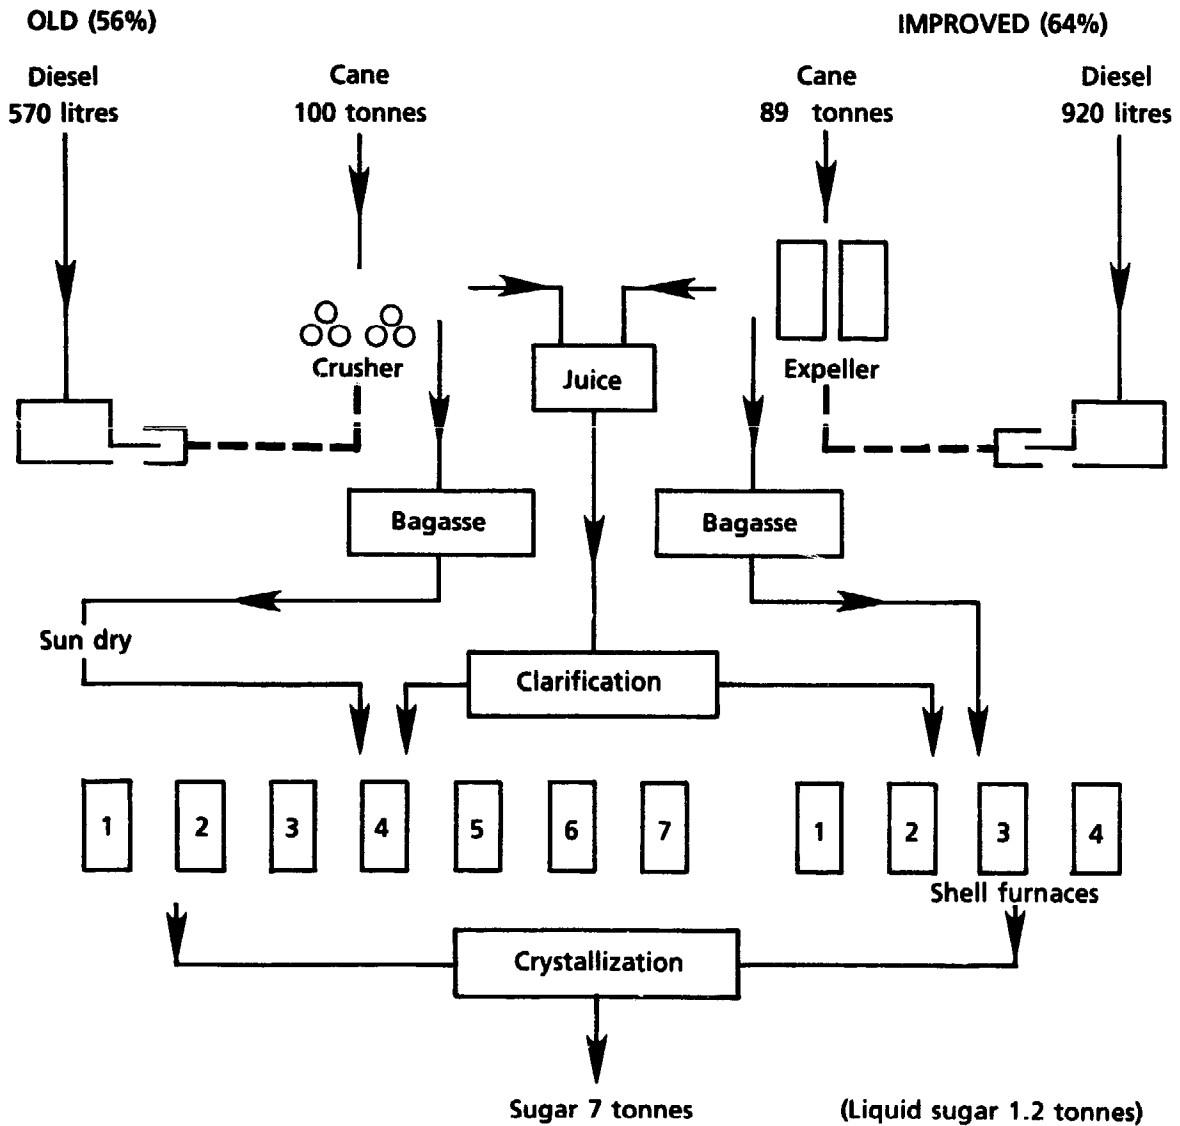 OLD (56%)
IMPROVED (64%)
Diesel
570 litres
Cane
100 tonnes
Cane
89 tonnes
Diesel
920 litres
Crusher
Juice
Expeller
Bagasse
Bagasse
Sun dry
Clarification
1
2
3
4
5
6
7
1
2
3
4
Shell furnaces
Crystallization
Sugar 7 tonnes
(Liquid sugar 1.2 tonnes)